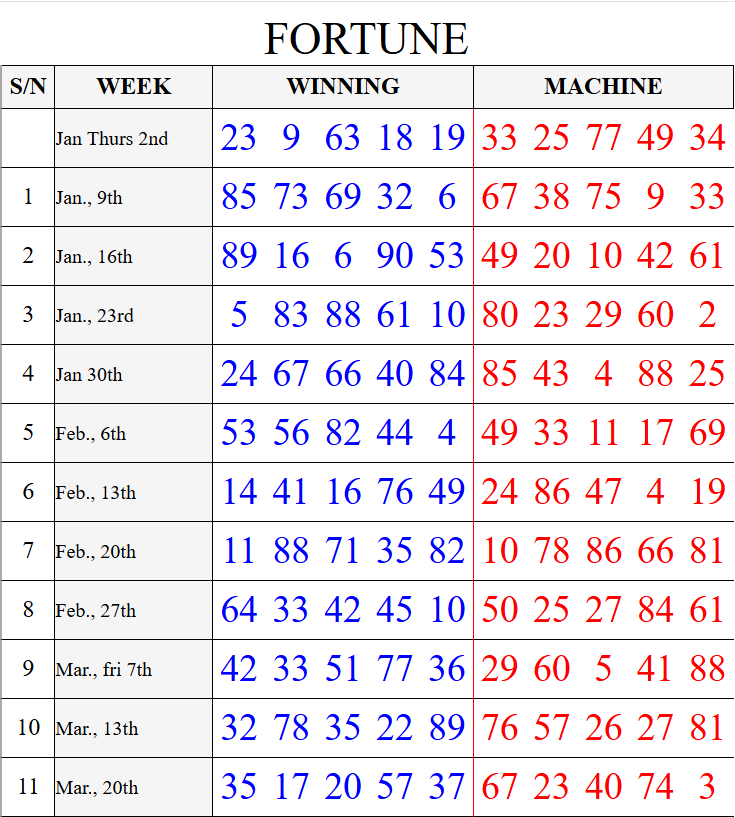 FORTUNE
S/N WEEK WINNING MACHINE
Jan Thurs 2nd 23 9 63 18 19 33 25 77 49 34
1 Jan., 9th 85 73 69 32 6 67 38 75 9 33
2 Jan., 16th 89 16 6 90 53 49 20 10 42 61
3 Jan., 23rd 5 83 88 61 10 80 23 29 60 2
4 Jan 30th 24 67 66 40 84 85 43 4 88 25
5 Feb., 6th 53 56 82 44 4 49 33 11 17 69
6 Feb., 13th 14 41 16 76 49 24 86 47 4 19
7 Feb., 20th 11 88 71 35 82 10 78 86 66 81
8 Feb., 27th 64 33 42 45 10 50 25 27 84 61
9 Mar., fri 7th 42 33 51 77 36 29 60 5 41 88
10 Mar., 13th 32 78 35 22 89 76 57 26 27 81
11 Mar., 20th 35 17 20 57 37 67 23 40 74 3